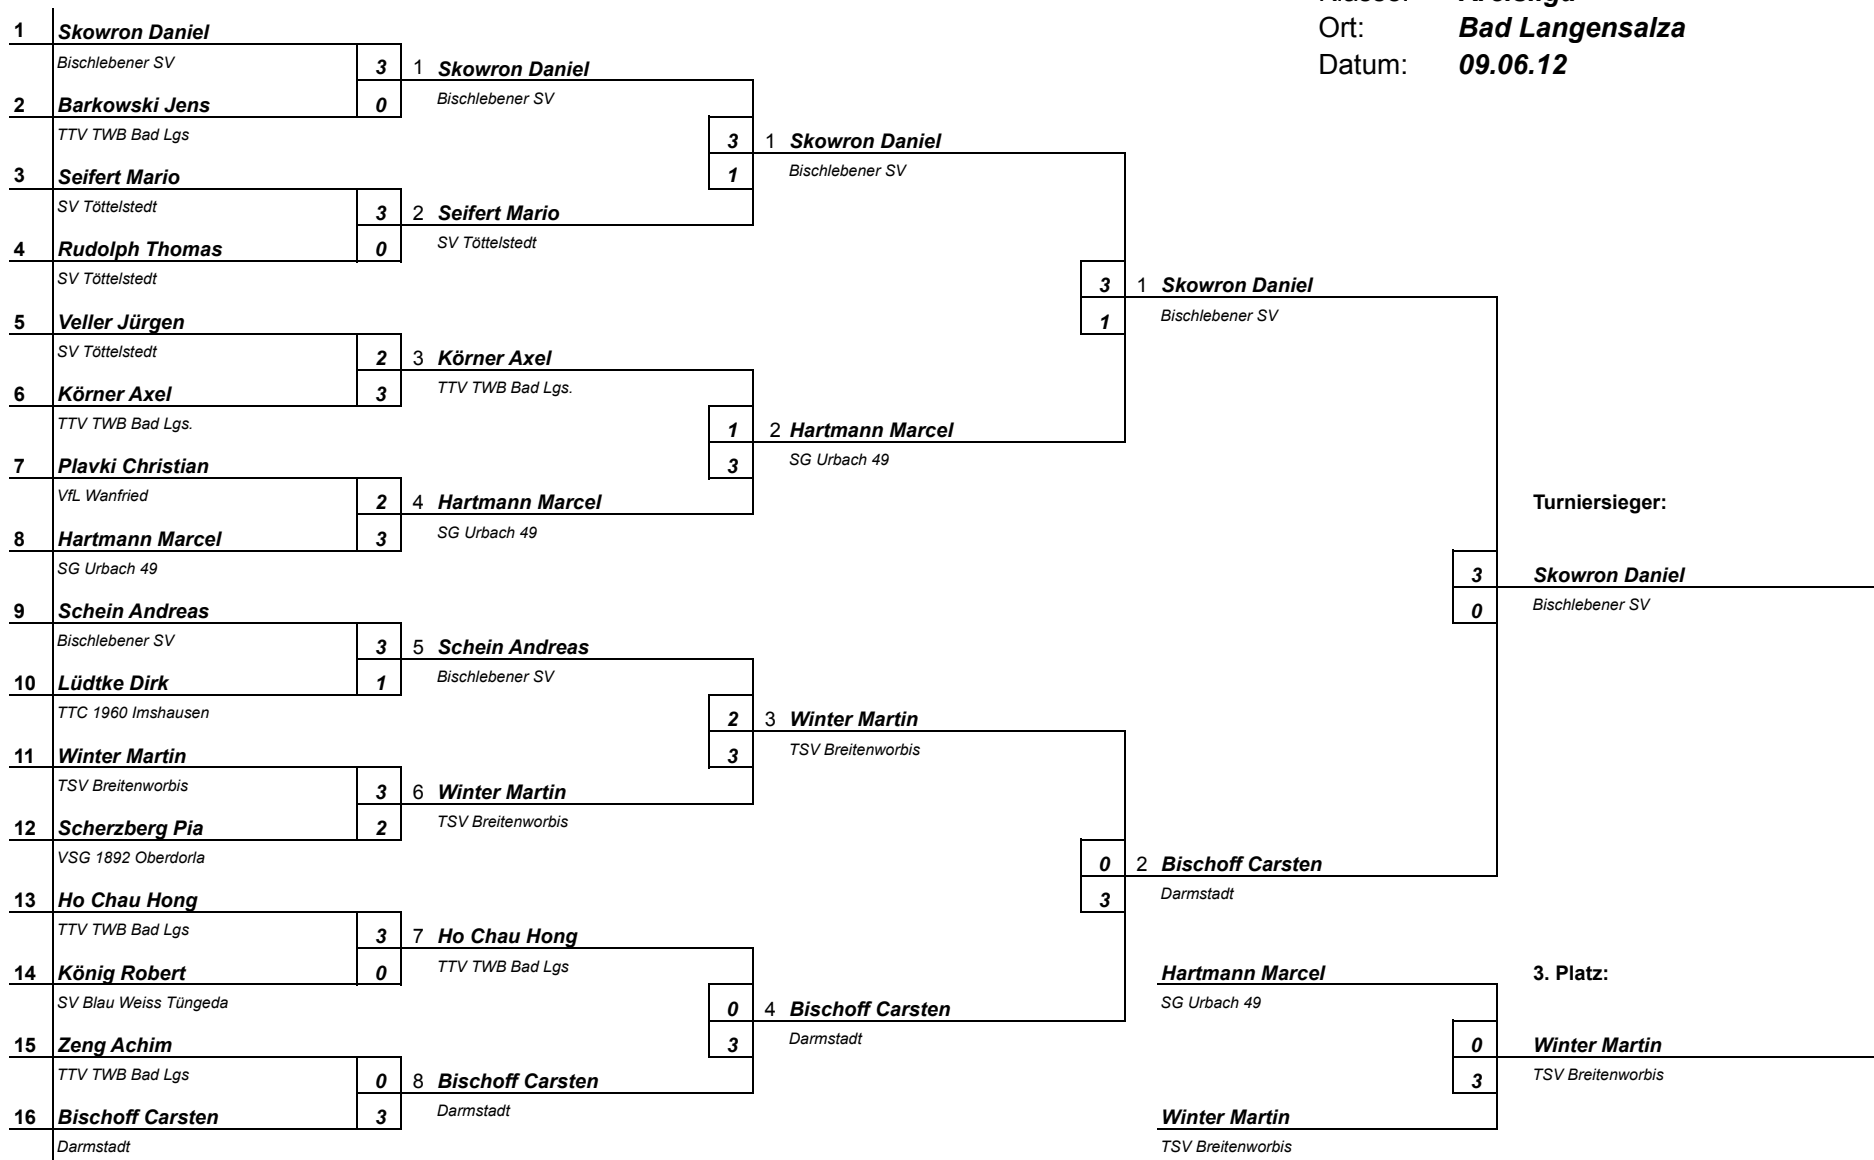 Ort: Bad Langensalza
Datum: 09.06.12
1 Skowron Daniel
Bischlebener SV
3
0
2 Barkowski Jens
TTV TWB Bad Lgs
3 Seifert Mario
SV Töttelstedt
3
0
4 Rudolph Thomas
SV Töttelstedt
5 Veller Jürgen
SV Töttelstedt
2
3
6 Körner Axel
TTV TWB Bad Lgs.
7 Plavki Christian
VfL Wanfried
2
3
8 Hartmann Marcel
SG Urbach 49
9 Schein Andreas
Bischlebener SV
3
1
10 Lüdtke Dirk
TTC 1960 Imshausen
11 Winter Martin
TSV Breitenworbis
3
2
12 Scherzberg Pia
VSG 1892 Oberdorla
13 Ho Chau Hong
TTV TWB Bad Lgs
3
0
14 König Robert
SV Blau Weiss Tüngeda
15 Zeng Achim
TTV TWB Bad Lgs
0
3
16 Bischoff Carsten
Darmstadt
1 Skowron Daniel
Bischlebener SV
3
1
2 Seifert Mario
SV Töttelstedt
3 Körner Axel
TTV TWB Bad Lgs.
1
3
4 Hartmann Marcel
SG Urbach 49
5 Schein Andreas
Bischlebener SV
2
3
6 Winter Martin
TSV Breitenworbis
7 Ho Chau Hong
TTV TWB Bad Lgs
0
3
8 Bischoff Carsten
Darmstadt
1 Skowron Daniel
Bischlebener SV
3
1
2 Hartmann Marcel
SG Urbach 49
3 Winter Martin
TSV Breitenworbis
0
3
4 Bischoff Carsten
Darmstadt
1 Skowron Daniel
Bischlebener SV
3
0
2 Bischoff Carsten
Darmstadt
Turniersieger:
Skowron Daniel
Bischlebener SV
Hartmann Marcel
SG Urbach 49
0
3
Winter Martin
TSV Breitenworbis
3. Platz:
Winter Martin
TSV Breitenworbis